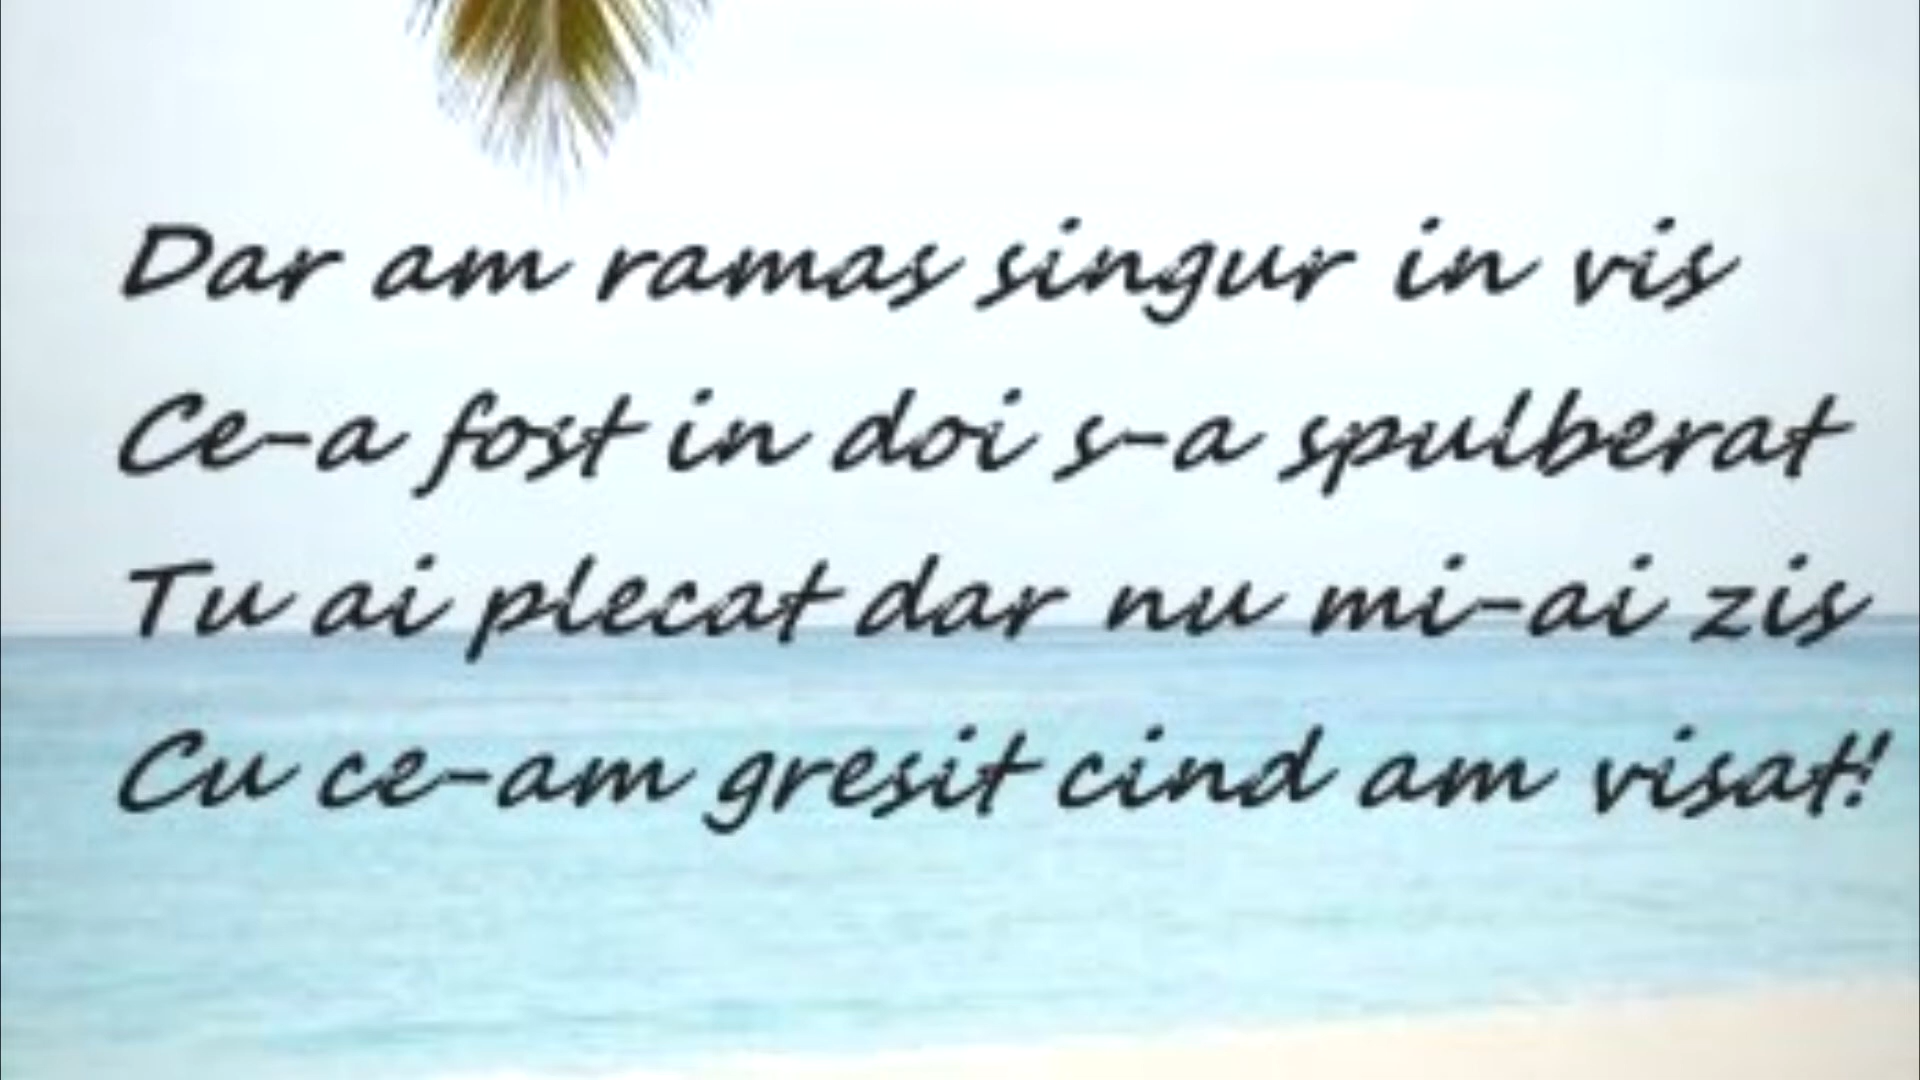 Dar am ramas singur in vis
Ce-a fost in doi s-a spulberat
Tu ai plecat dar nu mi-ai zis
Cu ce-am gresit cind am visat!